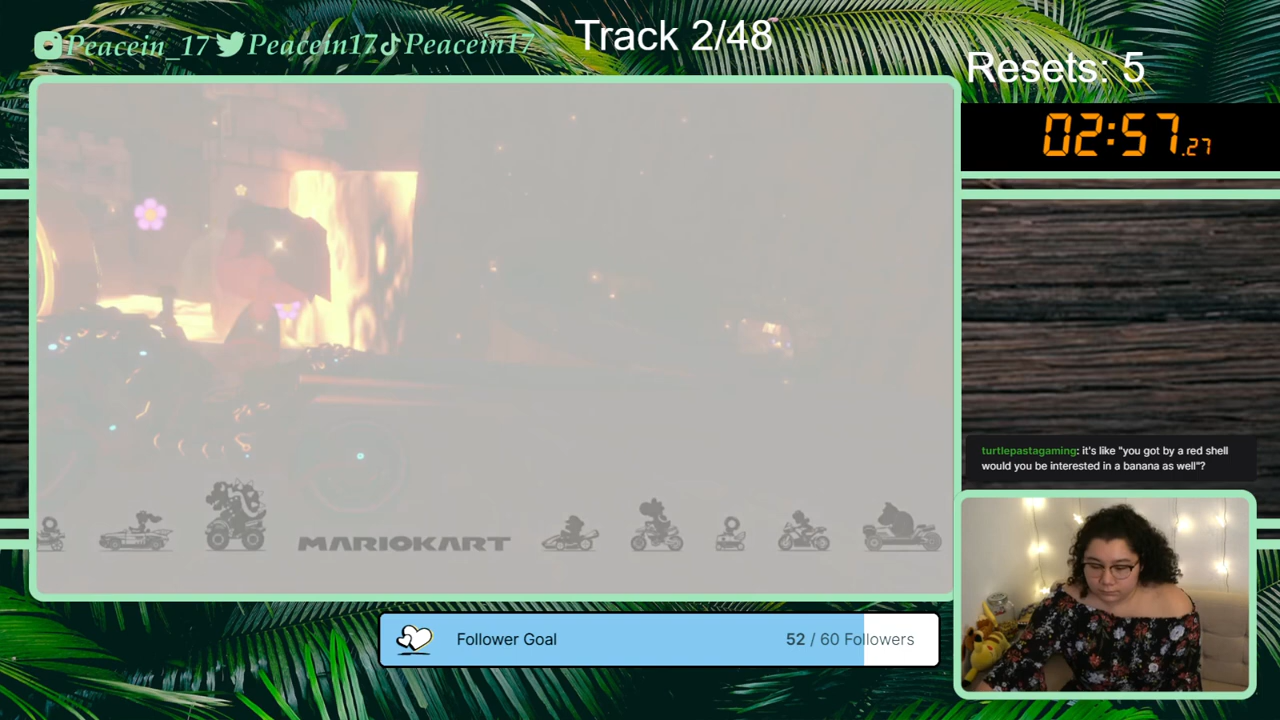 Peacein_17 Peacein17 Peacein17
Track 2/48
Resets: 5
02:57.27
turtlepastagaming: it's like "you got by a red shell
would you be interested in a banana as well"?
MARIOKART
Follower Goal
52 / 60 Followers